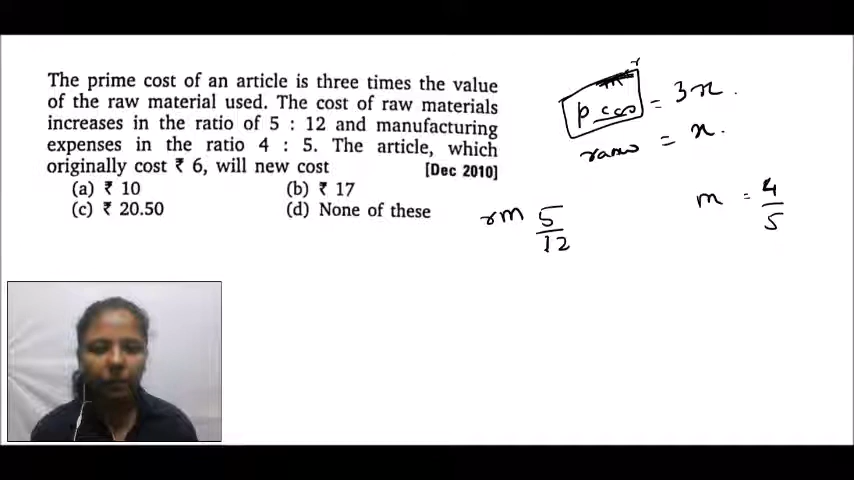 The prime cost of an article is three times the value
of the raw material used. The cost of raw materials
increases in the ratio of 5 : 12 and manufacturing
expenses in the ratio 4 : 5. The article, which
originally cost ₹ 6, will new cost [Dec 2010]
(a) ₹ 10 (b) ₹ 17
(c) ₹ 20.50 (d) None of these
p cos = 3x.
raw = x.
rm 5/12
m = 4/5